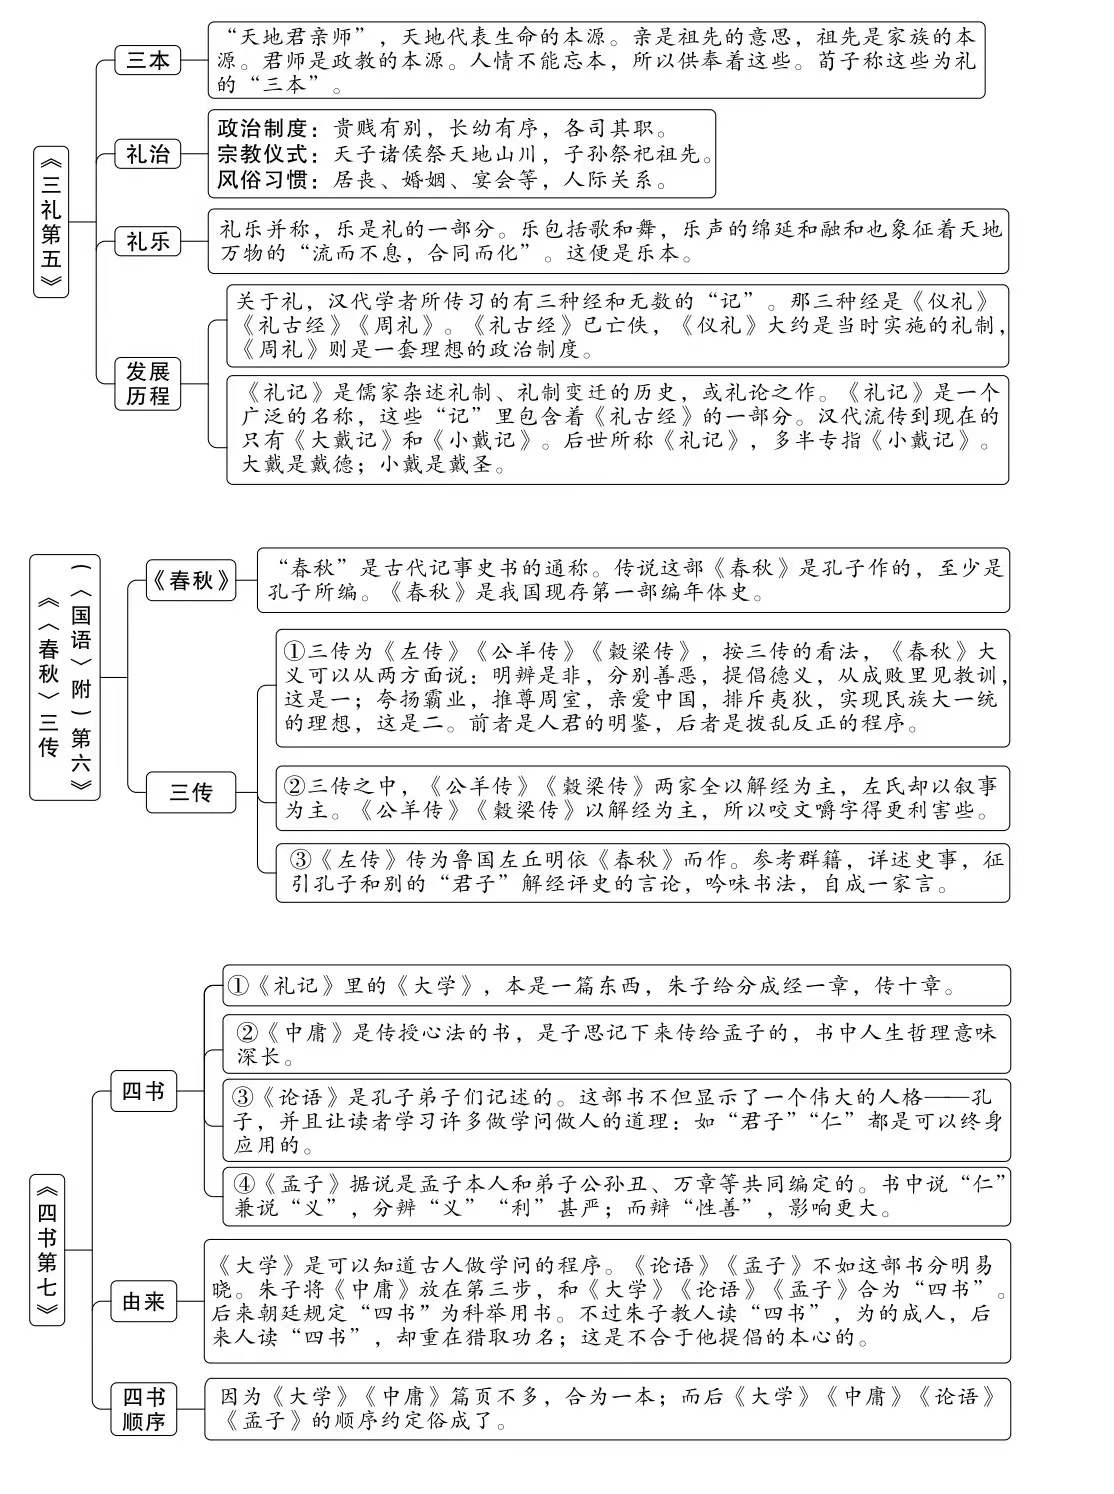 《三礼第五》
三本
“天地君亲师”，天地代表生命的本源。亲是祖先的意思，祖先是家族的本
源。君师是政教的本源。人情不能忘本，所以供奉着这些。荀子称这些为礼
的“三本”。
礼治
政治制度：贵贱有别，长幼有序，各司其职。
宗教仪式：天子诸侯祭天地山川，子孙祭祀祖先。
风俗习惯：居丧、婚姻、宴会等，人际关系。
礼乐
礼乐并称，乐是礼的一部分。乐包括歌和舞，乐声的绵延和融和也象征着天地
万物的“流而不息，合同而化”。这便是乐本。
发展
历程
关于礼，汉代学者所传习的有三种经和无数的“记”。那三种经是《仪礼》
《礼古经》《周礼》。《礼古经》已亡佚，《仪礼》大约是当时实施的礼制，
《周礼》则是一套理想的政治制度。
《礼记》是儒家杂述礼制、礼制变迁的历史，或礼论之作。《礼记》是一个
广泛的名称，这些“记”里包含着《礼古经》的一部分。汉代流传到现在的
只有《大戴记》和《小戴记》。后世所称《礼记》，多半专指《小戴记》。
大戴是戴德；小戴是戴圣。
《〈春秋〉三传
（〈国语〉附）第六》
《春秋》
“春秋”是古代记事史书的通称。传说这部《春秋》是孔子作的，至少是
孔子所编。《春秋》是我国现存第一部编年体史。
三传
①三传为《左传》《公羊传》《穀梁传》，按三传的看法，《春秋》大
义可以从两方面说：明辨是非，分别善恶，提倡德义，从成败里见教训，
这是一；夸扬霸业，推尊周室，亲爱中国，排斥夷狄，实现民族大一统
的理想，这是二。前者是人君的明鉴，后者是拨乱反正的程序。
②三传之中，《公羊传》《穀梁传》两家全以解经为主，左氏却以叙事
为主。《公羊传》《穀梁传》以解经为主，所以咬文嚼字得更利害些。
③《左传》传为鲁国左丘明依《春秋》而作。参考群籍，详述史事，征
引孔子和别的“君子”解经评史的言论，吟味书法，自成一家言。
《四书第七》
四书
①《礼记》里的《大学》，本是一篇东西，朱子给分成经一章，传十章。
②《中庸》是传授心法的书，是子思记下来传给孟子的，书中人生哲理意味
深长。
③《论语》是孔子弟子们记述的。这部书不但显示了一个伟大的人格——孔
子，并且让读者学习许多做学问做人的道理：如“君子”“仁”都是可以终身
应用的。
④《孟子》据说是孟子本人和弟子公孙丑、万章等共同编定的。书中说“仁”
兼说“义”，分辨“义”“利”甚严；而辩“性善”，影响更大。
由来
《大学》是可以知道古人做学问的程序。《论语》《孟子》不如这部书分明易
晓。朱子将《中庸》放在第三步，和《大学》《论语》《孟子》合为“四书”。
后来朝廷规定“四书”为科举用书。不过朱子教人读“四书”，为的成人，后
来人读“四书”，却重在猎取功名；这是不合于他提倡的本心的。
四书
顺序
因为《大学》《中庸》篇页不多，合为一本；而后《大学》《中庸》《论语》
《孟子》的顺序约定俗成了。